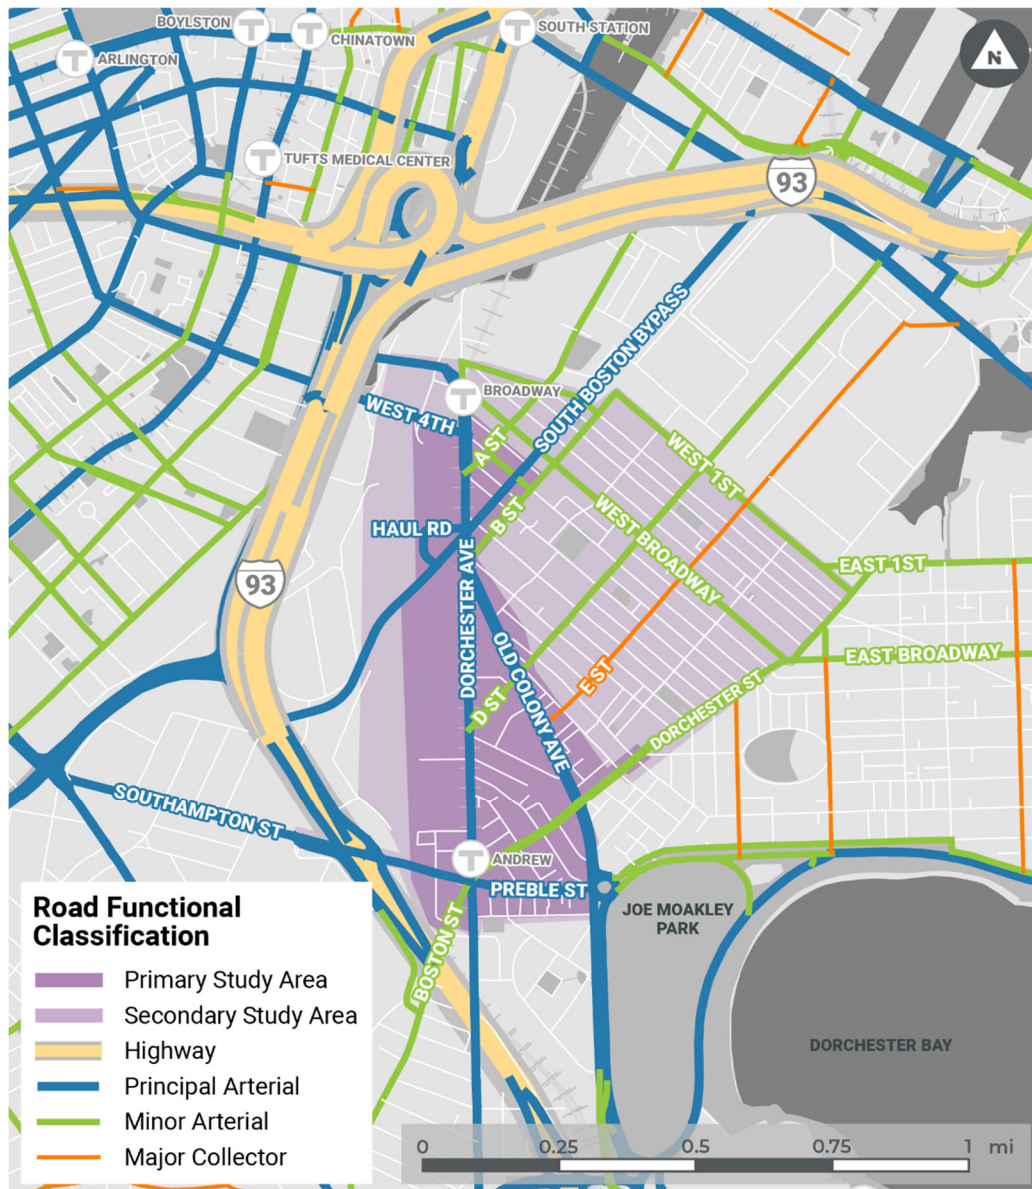 BOYLSTON
T
T
CHINATOWN
T
SOUTH STATION
T
ARLINGTON
N
T
TUFTS MEDICAL CENTER
93
SOUTH BOSTON BYPASS
T
BROADWAY
WEST 4TH
A ST
WEST 1ST
B ST
WEST BROADWAY
HAUL RD
EAST 1ST
93
DORCHESTER AVE
OLD COLONY AVE
E ST
EAST BROADWAY
D ST
DORCHESTER ST
SOUTHAMPTON ST
T
ANDREW
PREBLE ST
JOE MOAKLEY
PARK
BOSTON ST
DORCHESTER BAY
Road Functional
Classification
Primary Study Area
Secondary Study Area
Highway
Principal Arterial
Minor Arterial
Major Collector
0 0.25 0.5 0.75 1 mi